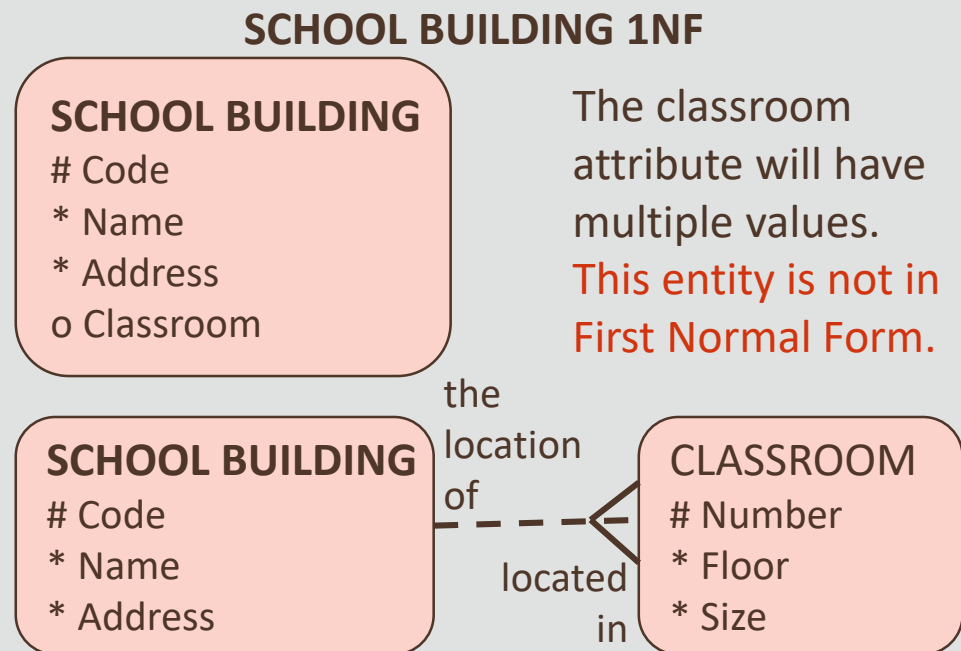 SCHOOL BUILDING 1NF
SCHOOL BUILDING
# Code
* Name
* Address
o Classroom
The classroom
attribute will have
multiple values.
This entity is not in
First Normal Form.
SCHOOL BUILDING
# Code
* Name
* Address
the
location
of
located
in
CLASSROOM
# Number
* Floor
* Size